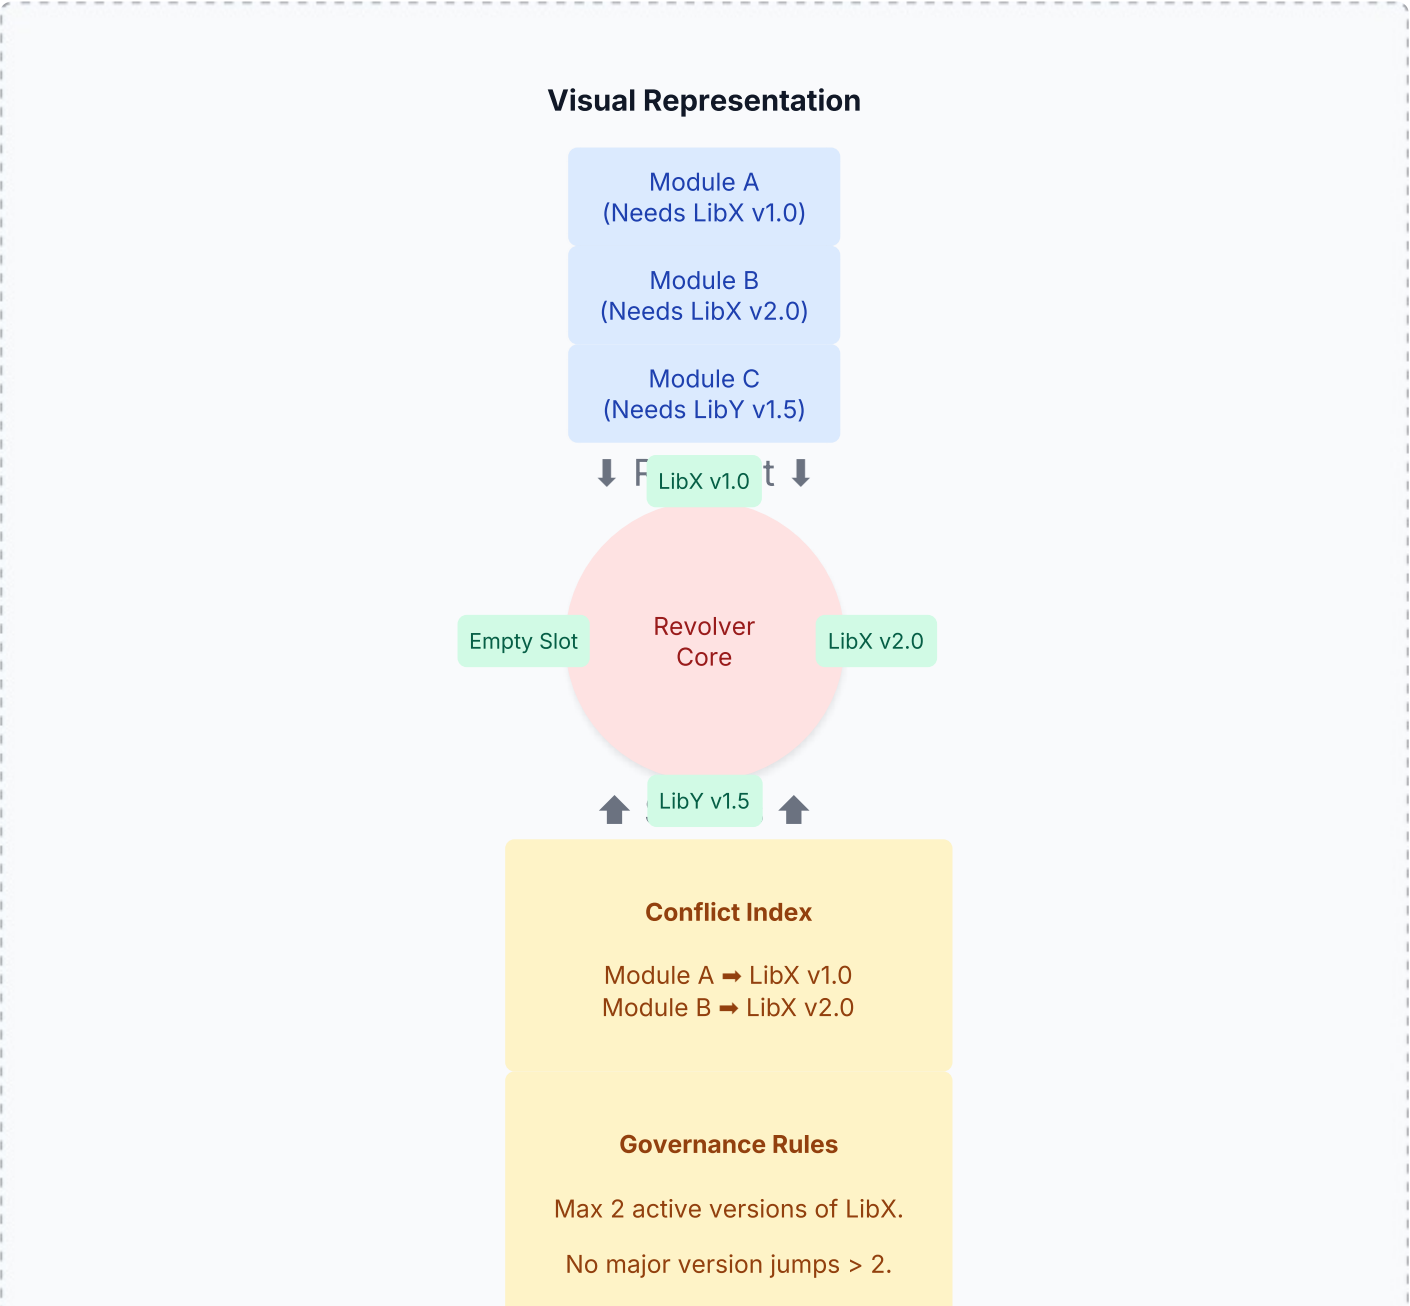 Visual Representation
Module A
(Needs LibX v1.0)
Module B
(Needs LibX v2.0)
Module C
(Needs LibY v1.5)
⬇ ⬇
LibX v1.0
Empty Slot
Revolver
Core
LibX v2.0
LibY v1.5
⬆ ⬆
Conflict Index
Module A ➡ LibX v1.0
Module B ➡ LibX v2.0
Governance Rules
Max 2 active versions of LibX.
No major version jumps > 2.